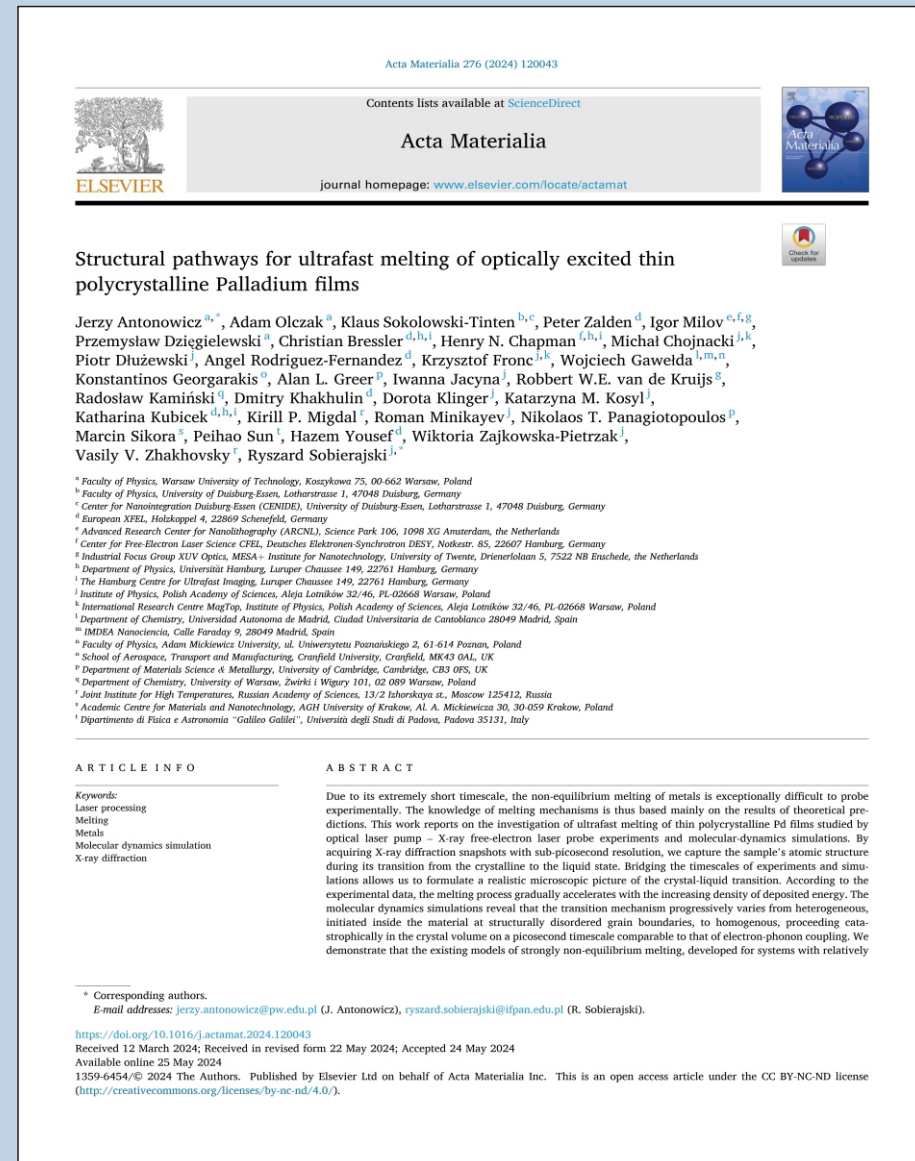 Acta Materialia 276 (2024) 120043
Contents lists available at ScienceDirect
Acta Materialia
journal homepage: www.elsevier.com/locate/actamat
ELSEVIER
Acta
Materialia
Check for
updates
Structural pathways for ultrafast melting of optically excited thin
polycrystalline Palladium films
Jerzy Antonowicz a,*, Adam Olczak a, Klaus Sokolowski-Tinten b,c, Peter Zalden d, Igor Milov e,f,g,
Przemysław Dzięgielewski a, Christian Bressler d,h,i, Henry N. Chapman f,h,i, Michał Chojnacki j,k,
Piotr Dłużewski j, Angel Rodriguez-Fernandez d, Krzysztof Fronc j,k, Wojciech Gawełda l,m,n,
Konstantinos Georgarakis o, Alan L. Greer p, Iwanna Jacyna j, Robbert W.E. van de Kruijs g,
Radosław Kamiński q, Dmitry Khakhulin d, Dorota Klinger j, Katarzyna M. Kosyl j,
Katharina Kubicek d,h,i, Kirill P. Migdal r, Roman Minikayev j, Nikolaos T. Panagiotopoulos p,
Marcin Sikora s, Peihao Sun t, Hazem Yousef d, Wiktoria Zajkowska-Pietrzak j,
Vasily V. Zhakhovsky r, Ryszard Sobierajski j,*
a Faculty of Physics, Warsaw University of Technology, Koszykowa 75, 00-662 Warsaw, Poland
b Faculty of Physics, University of Duisburg-Essen, Lotharstrasse 1, 47048 Duisburg, Germany
c Center for Nanointegration Duisburg-Essen (CENIDE), University of Duisburg-Essen, Lotharstrasse 1, 47048 Duisburg, Germany
d European XFEL, Holzkoppel 4, 22869 Schenefeld, Germany
e Advanced Research Center for Nanolithography (ARCNL), Science Park 106, 1098 XG Amsterdam, the Netherlands
f Center for Free-Electron Laser Science CFEL, Deutsches Elektronen-Synchrotron DESY, Notkestr. 85, 22607 Hamburg, Germany
g Industrial Focus Group XUV Optics, MESA+ Institute for Nanotechnology, University of Twente, Drienerlolaan 5, 7522 NB Enschede, the Netherlands
h Department of Physics, Universität Hamburg, Luruper Chaussee 149, 22761 Hamburg, Germany
i The Hamburg Centre for Ultrafast Imaging, Luruper Chaussee 149, 22761 Hamburg, Germany
j Institute of Physics, Polish Academy of Sciences, Aleja Lotników 32/46, PL-02668 Warsaw, Poland
k International Research Centre MagTop, Institute of Physics, Polish Academy of Sciences, Aleja Lotników 32/46, PL-02668 Warsaw, Poland
l Department of Chemistry, Universidad Autonoma de Madrid, Ciudad Universitaria de Cantoblanco 28049 Madrid, Spain
m IMDEA Nanociencia, Calle Faraday 9, 28049 Madrid, Spain
n Faculty of Physics, Adam Mickiewicz University, ul. Uniwersytetu Poznańskiego 2, 61-614 Poznan, Poland
o School of Aerospace, Transport and Manufacturing, Cranfield University, Cranfield, MK43 0AL, UK
p Department of Materials Science & Metallurgy, University of Cambridge, Cambridge, CB3 0FS, UK
q Department of Chemistry, University of Warsaw, Żwirki i Wigury 101, 02 089 Warsaw, Poland
r Joint Institute for High Temperatures, Russian Academy of Sciences, 13/2 Izhorskaya st., Moscow 125412, Russia
s Academic Centre for Materials and Nanotechnology, AGH University of Krakow, Al. A. Mickiewicza 30, 30-059 Krakow, Poland
t Dipartimento di Fisica e Astronomia "Galileo Galilei", Università degli Studi di Padova, Padova 35131, Italy
ARTICLE INFO
Keywords:
Laser processing
Melting
Metals
Molecular dynamics simulation
X-ray diffraction
ABSTRACT
Due to its extremely short timescale, the non-equilibrium melting of metals is exceptionally difficult to probe
experimentally. The knowledge of melting mechanisms is thus based mainly on the results of theoretical pre-
dictions. This work reports on the investigation of ultrafast melting of thin polycrystalline Pd films studied by
optical laser pump – X-ray free-electron laser probe experiments and molecular-dynamics simulations. By
acquiring X-ray diffraction snapshots with sub-picosecond resolution, we capture the sample's atomic structure
during its transition from the crystalline to the liquid state. Bridging the timescales of experiments and simu-
lations allows us to formulate a realistic microscopic picture of the crystal-liquid transition. According to the
experimental data, the melting process gradually accelerates with the increasing density of deposited energy. The
molecular dynamics simulations reveal that the transition mechanism progressively varies from heterogeneous,
initiated inside the material at structurally disordered grain boundaries, to homogenous, proceeding cata-
strophically in the crystal volume on a picosecond timescale comparable to that of electron-phonon coupling. We
demonstrate that the existing models of strongly non-equilibrium melting, developed for systems with relatively
* Corresponding authors.
E-mail addresses: jerzy.antonowicz@pw.edu.pl (J. Antonowicz), ryszard.sobierajski@ifpan.edu.pl (R. Sobierajski).
https://doi.org/10.1016/j.actamat.2024.120043
Received 12 March 2024; Received in revised form 22 May 2024; Accepted 24 May 2024
Available online 25 May 2024
1359-6454/© 2024 The Authors. Published by Elsevier Ltd on behalf of Acta Materialia Inc. This is an open access article under the CC BY-NC-ND license
(http://creativecommons.org/licenses/by-nc-nd/4.0/).